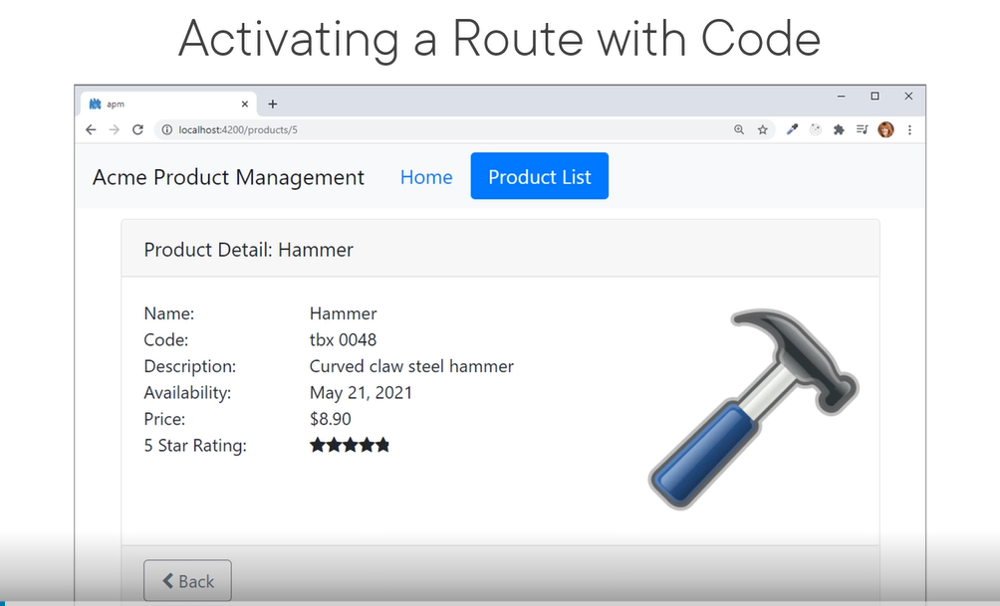 Activating a Route with Code
apm
localhost:4200/products/5
Acme Product Management Home Product List
Product Detail: Hammer
Name: Hammer
Code: tbx 0048
Description: Curved claw steel hammer
Availability: May 21, 2021
Price: $8.90
5 Star Rating:
Back